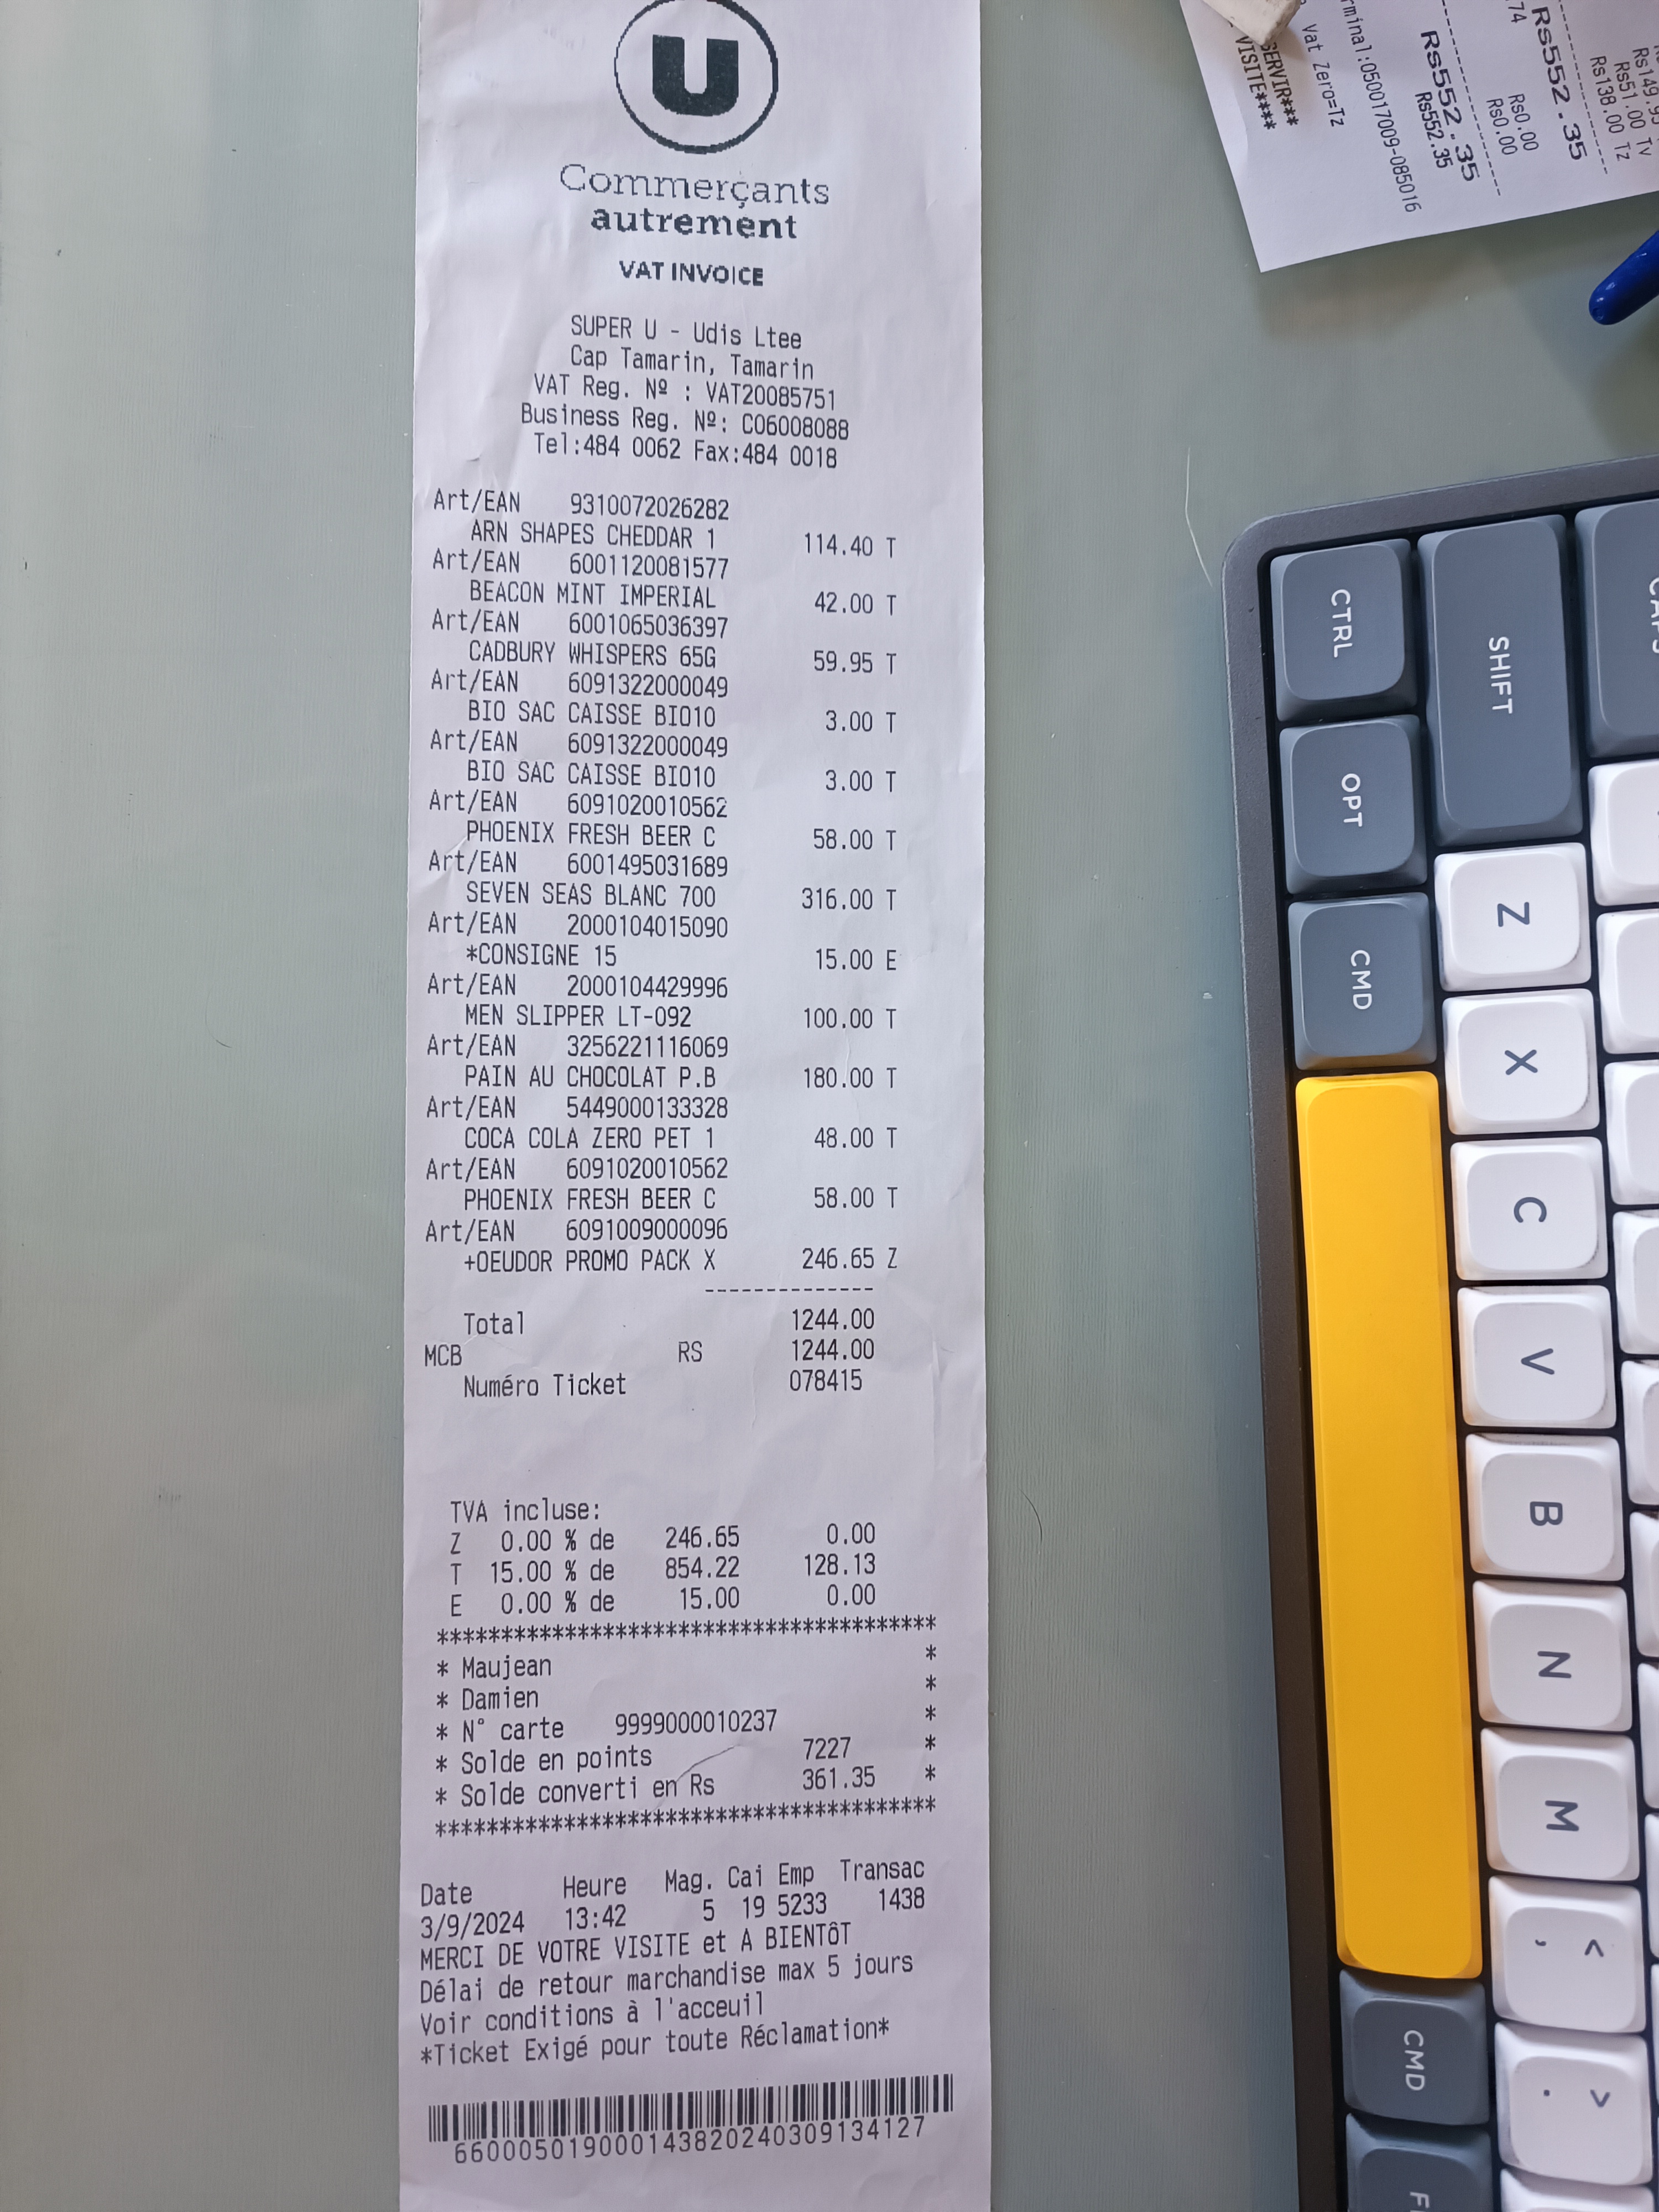 U
Commerçants
autrement
VAT INVOICE
SUPER U - Udis Ltee
Cap Tamarin, Tamarin
VAT Reg. Nº : VAT20085751
Business Reg. Nº: C06008088
Tel:484 0062 Fax:484 0018
Art/EAN 9310072026282
ARN SHAPES CHEDDAR 1 114.40 T
Art/EAN 6001120081577
BEACON MINT IMPERIAL 42.00 T
Art/EAN 6001065036397
CADBURY WHISPERS 65G 59.95 T
Art/EAN 6091322000049
BIO SAC CAISSE BIO10 3.00 T
Art/EAN 6091322000049
BIO SAC CAISSE BIO10 3.00 T
Art/EAN 6091020010562
PHOENIX FRESH BEER C 58.00 T
Art/EAN 6001495031689
SEVEN SEAS BLANC 700 316.00 T
Art/EAN 2000104015090
*CONSIGNE 15 15.00 E
Art/EAN 2000104429996
MEN SLIPPER LT-092 100.00 T
Art/EAN 3256221116069
PAIN AU CHOCOLAT P.B 180.00 T
Art/EAN 5449000133328
COCA COLA ZERO PET 1 48.00 T
Art/EAN 6091020010562
PHOENIX FRESH BEER C 58.00 T
Art/EAN 6091009000096
+OEUDOR PROMO PACK X 246.65 Z
--------------
Total 1244.00
MCB RS 1244.00
Numéro Ticket 078415
TVA incluse:
Z 0.00 % de 246.65 0.00
T 15.00 % de 854.22 128.13
E 0.00 % de 15.00 0.00
****************************************
* Maujean *
* Damien *
* N° carte 9999000010237 *
* Solde en points 7227 *
* Solde converti en Rs 361.35 *
****************************************
Date Heure Mag. Cai Emp Transac
3/9/2024 13:42 5 19 5233 1438
MERCI DE VOTRE VISITE et A BIENTÔT
Délai de retour marchandise max 5 jours
Voir conditions à l'acceuil
*Ticket Exigé pour toute Réclamation*
66000501900014382024030913412­7
Rs51.00 Tv
Rs138.00 Tz
Rs552.35
Rs0.00
Rs0.00
Rs552.35
Rs552.35
:050017009-085016
Vat Zero=Tz
SERVIR***
VISITE****
CTRL
SHIFT
OPT
Z
CMD
X
C
V
B
N
M
, <
CMD
. >